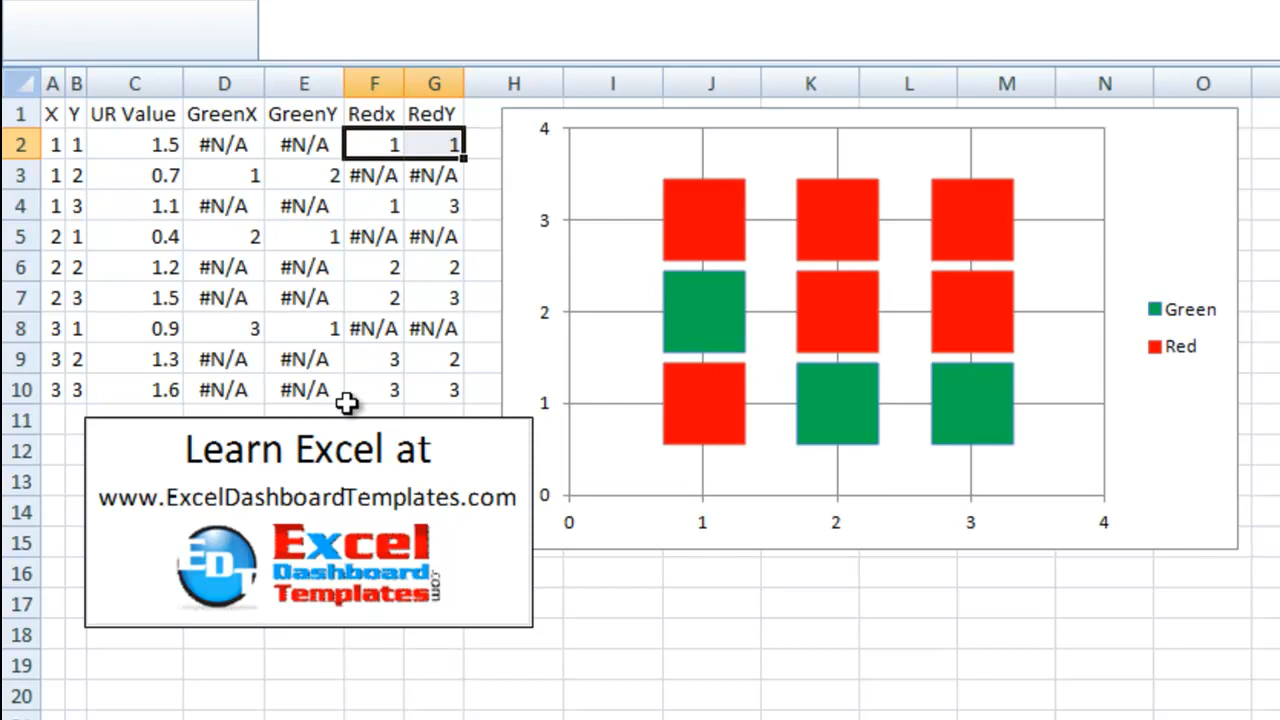 A B C D E F G H I J K L M N O
1 X Y UR Value GreenX GreenY Redx RedY
2 1 1 1.5 #N/A #N/A 1 1
3 1 2 0.7 1 2 #N/A #N/A
4 1 3 1.1 #N/A #N/A 1 3
5 2 1 0.4 2 1 #N/A #N/A
6 2 2 1.2 #N/A #N/A 2 2
7 2 3 1.5 #N/A #N/A 2 3
8 3 1 0.9 3 1 #N/A #N/A
9 3 2 1.3 #N/A #N/A 3 2
10 3 3 1.6 #N/A #N/A 3 3
11
12
13
14
15
16
17
18
19
20
Learn Excel at
www.ExcelDashboardTemplates.com
EDT
Excel
Dashboard
Templates.com
4
3
2
1
0
0 1 2 3 4
Green
Red